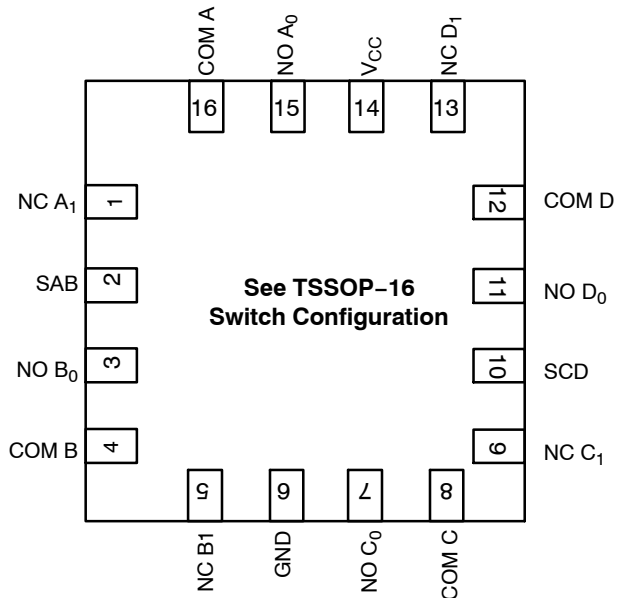 COM A
NO A₀
V_CC
NC D₁
16
15
14
13
NC A₁
1
12
COM D
SAB
2
See TSSOP–16
Switch Configuration
11
NO D₀
NO B₀
3
10
SCD
COM B
4
9
NC C₁
5
6
7
8
NC B1
GND
NO C₀
COM C